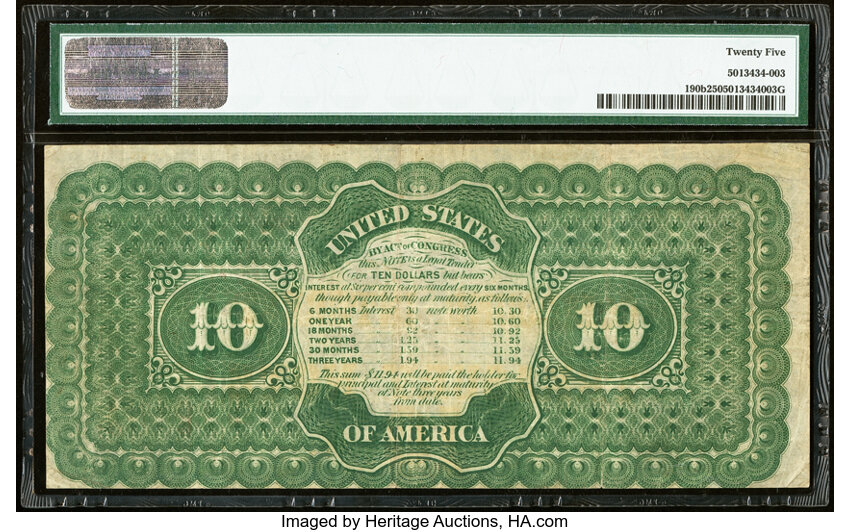 Twenty Five
5013434-003
190b2505013434003G
UNITED STATES
BY ACT OF CONGRESS
this NOTE is a Legal Tender
FOR TEN DOLLARS but bears
INTEREST at Six per cent compounded every SIX MONTHS,
though payable only at maturity, as follows.
6 MONTHS Interest 30 note worth 10.30
ONE YEAR 60 10.60
18 MONTHS 92 10.92
TWO YEARS 1.25 11.25
30 MONTHS 1.59 11.59
THREE YEARS 1.94 11.94
This sum $11.94 will be paid the holder for
principal and Interest at maturity
of Note three years
from date.
10
10
OF AMERICA
Imaged by Heritage Auctions, HA.com